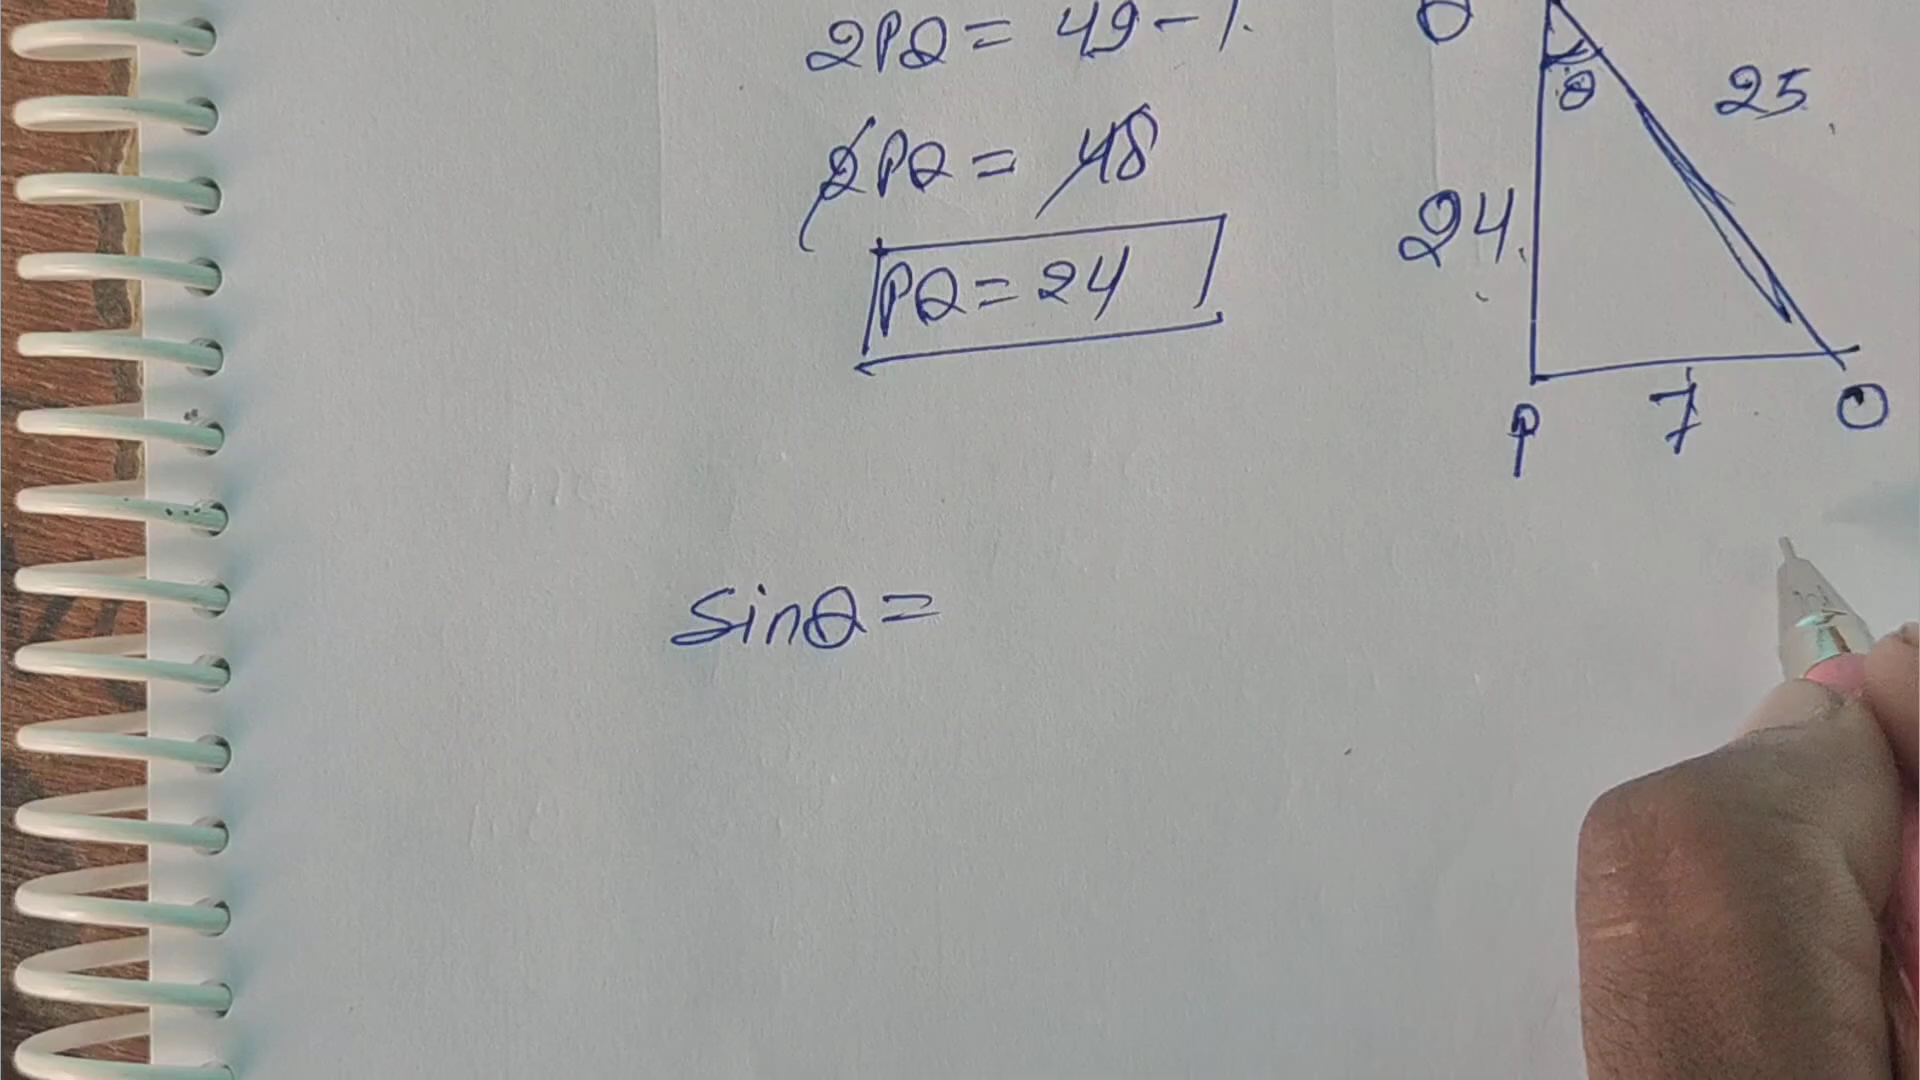 2PQ = 49 - 1.
2PQ = 48
PQ = 24
Q
θ
25
24.
P
7
O
sinθ =